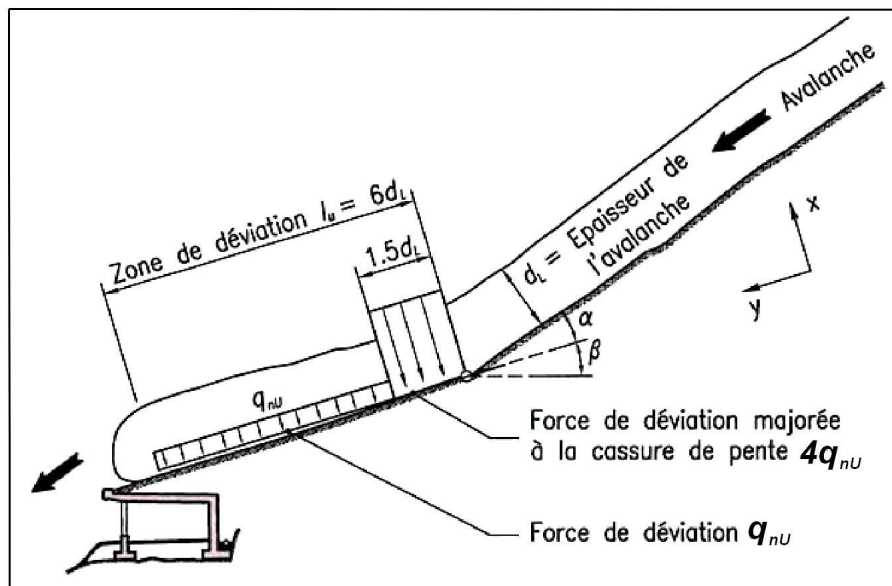 Avalanche
x
y
d_L = Epaisseur de
l'avalanche
α
β
Zone de déviation l_u = 6d_L
1.5d_L
q_nU
Force de déviation majorée
à la cassure de pente 4q_nU
Force de déviation q_nU